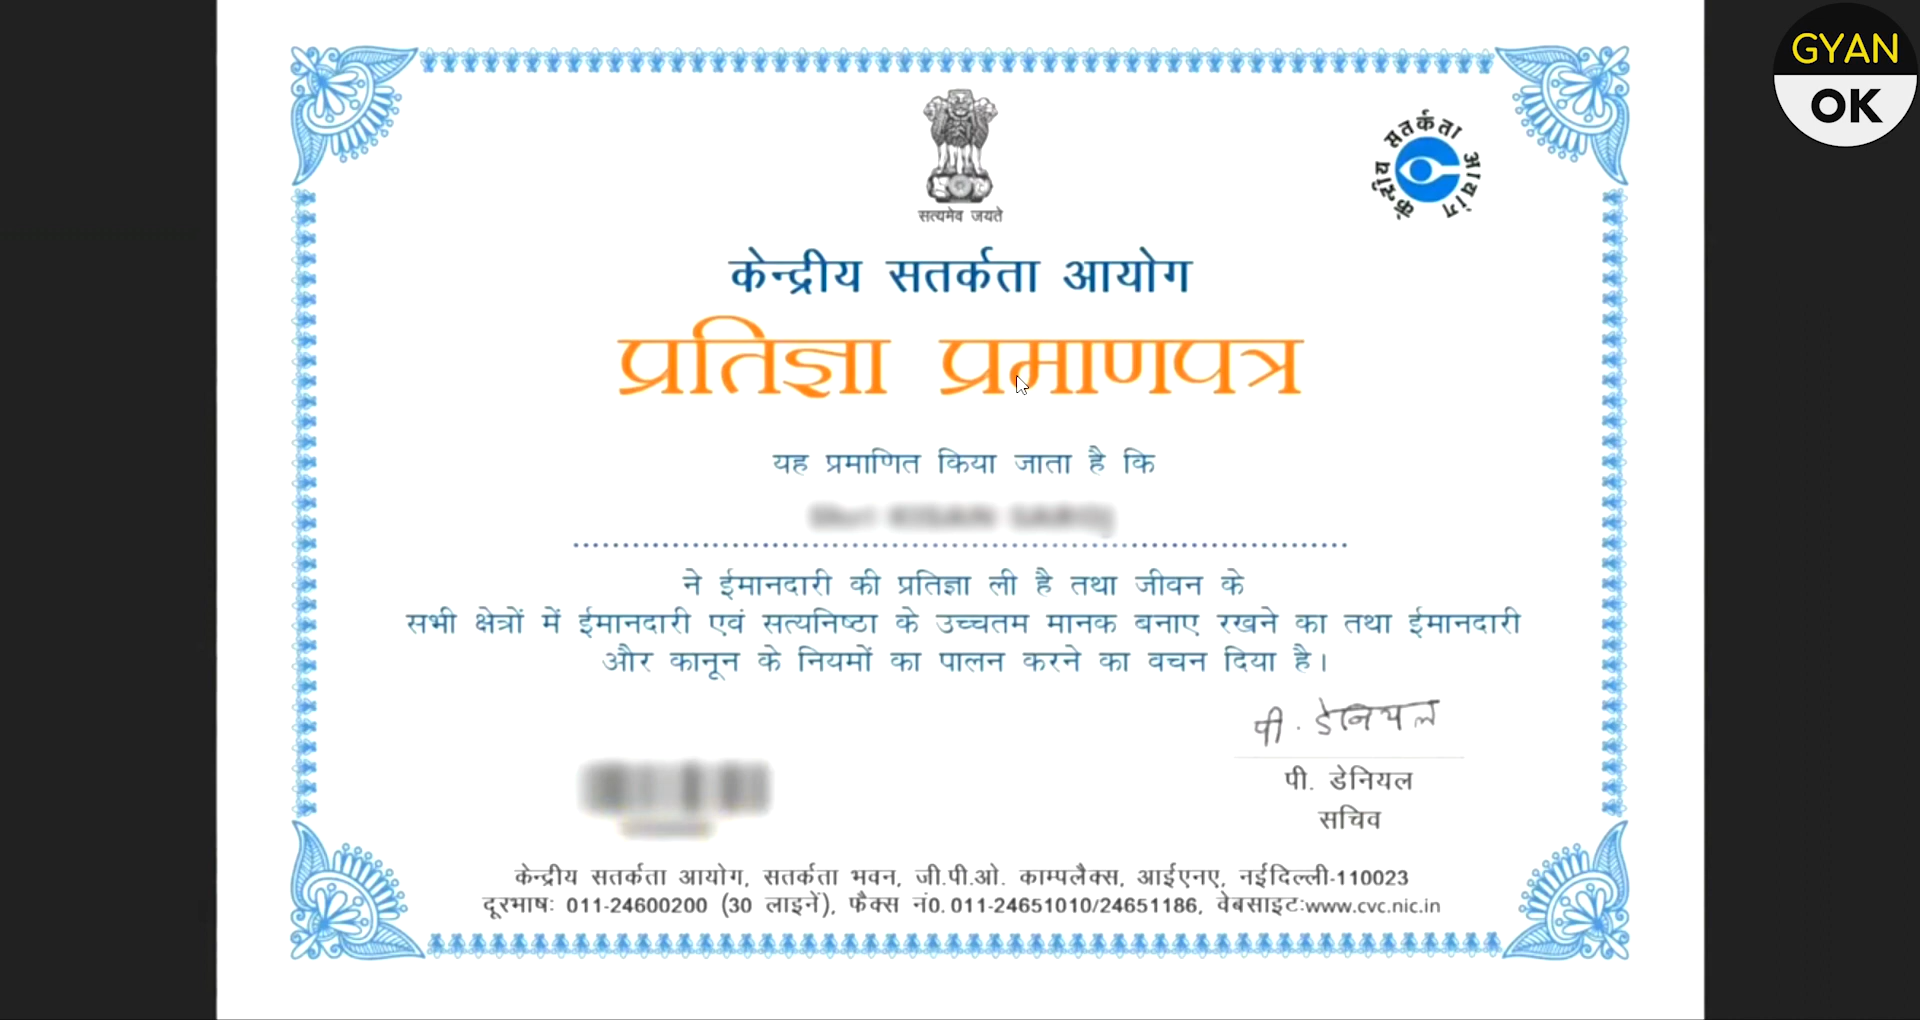 GYAN
OK
सत्यमेव जयते
केन्द्रीय सतर्कता आयोग
केन्द्रीय सतर्कता आयोग
प्रतिज्ञा प्रमाणपत्र
यह प्रमाणित किया जाता है कि
ने ईमानदारी की प्रतिज्ञा ली है तथा जीवन के
सभी क्षेत्रों में ईमानदारी एवं सत्यनिष्टा के उच्चतम मानक बनाए रखने का तथा ईमानदारी
और कानून के नियमों का पालन करने का वचन दिया है।
पी. डेनियल
पी. डेनियल
सचिव
केन्द्रीय सतर्कता आयोग, सतर्कता भवन, जी.पी.ओ. काम्पलैक्स, आईएनए, नईदिल्ली-110023
दूरभाषः 011-24600200 (30 लाइनें), फैक्स नं0. 011-24651010/24651186, वेबसाइटःwww.cvc.nic.in